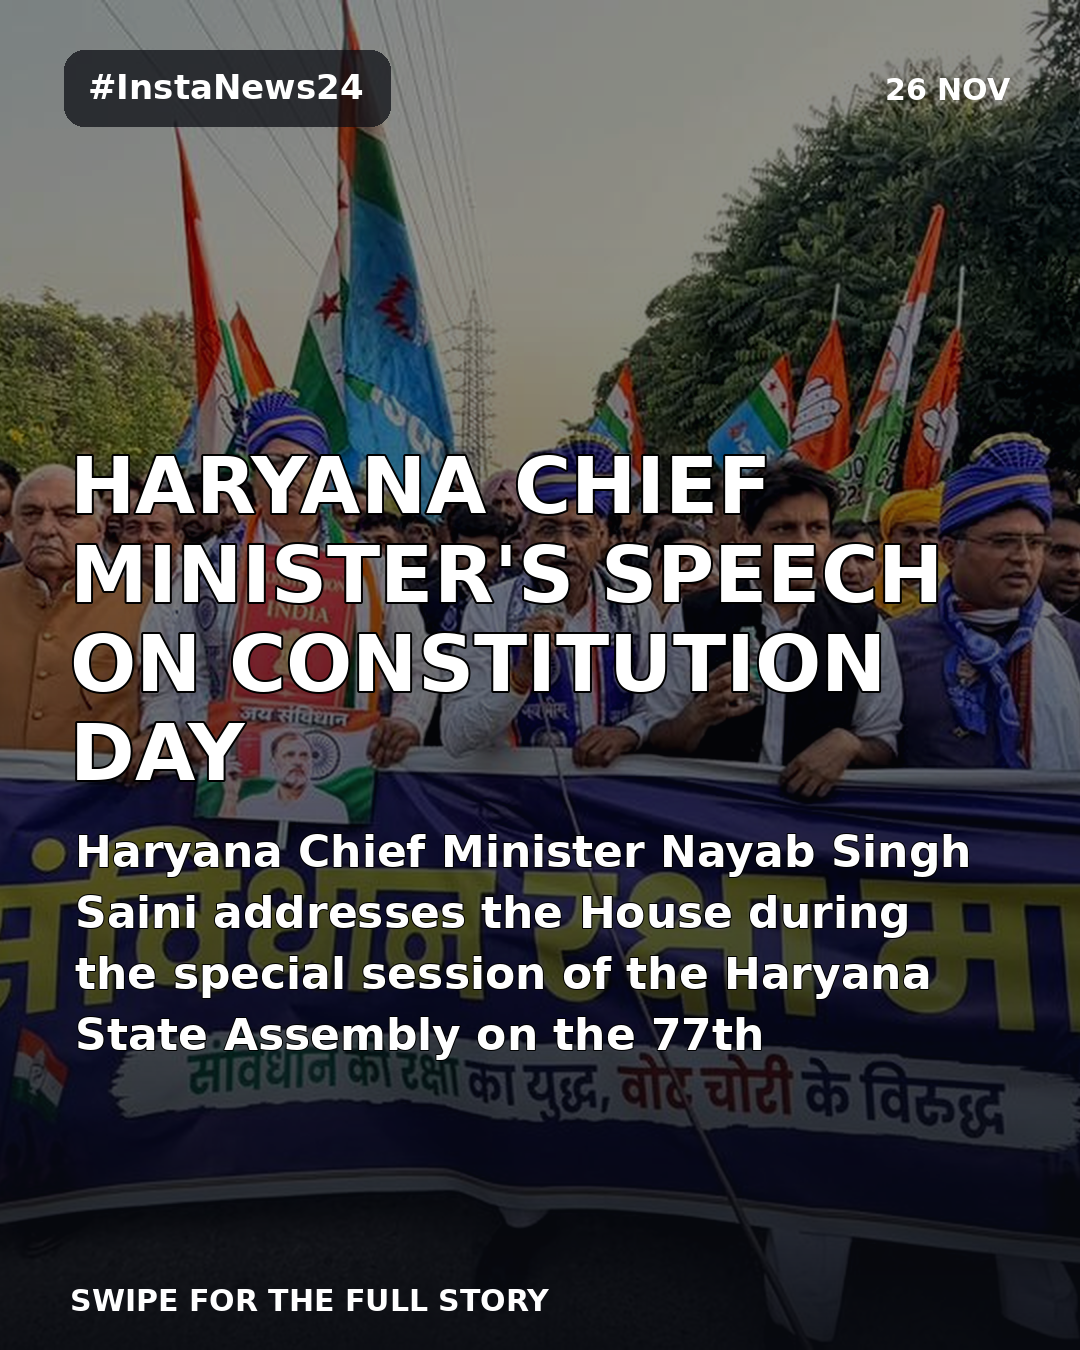 #InstaNews24
26 NOV
HARYANA CHIEF
MINISTER'S SPEECH
ON CONSTITUTION
DAY
INDIA
जय संविधान
Haryana Chief Minister Nayab Singh
Saini addresses the House during
the special session of the Haryana
State Assembly on the 77th
संविधान रक्षा
संविधान की रक्षा का युद्ध, वोट चोरी के विरुद्ध
SWIPE FOR THE FULL STORY